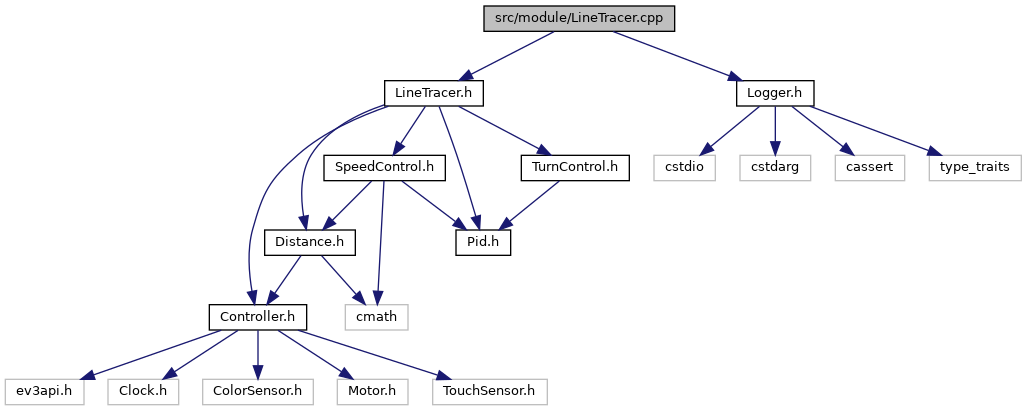 src/module/LineTracer.cpp
LineTracer.h
Logger.h
SpeedControl.h
TurnControl.h
cstdio
cstdarg
cassert
type_traits
Distance.h
Pid.h
Controller.h
cmath
ev3api.h
Clock.h
ColorSensor.h
Motor.h
TouchSensor.h